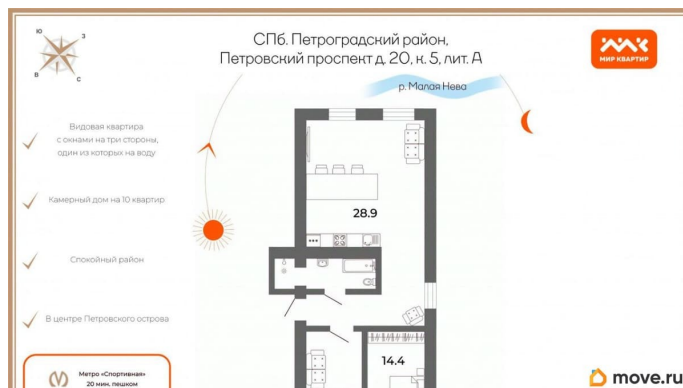 СПб, Петроградский район,
Петровский проспект д. 20, к. 5, лит. А
МИР КВАРТИР
Ю
З
В
С
р. Малая Нева
Видовая квартира
с окнами на три стороны,
один из которых на воду
Камерный дом на 10 квартир
28.9
Спокойный район
В центре Петровского острова
14.4
Метро «Спортивная»
20 мин. пешком
move.ru